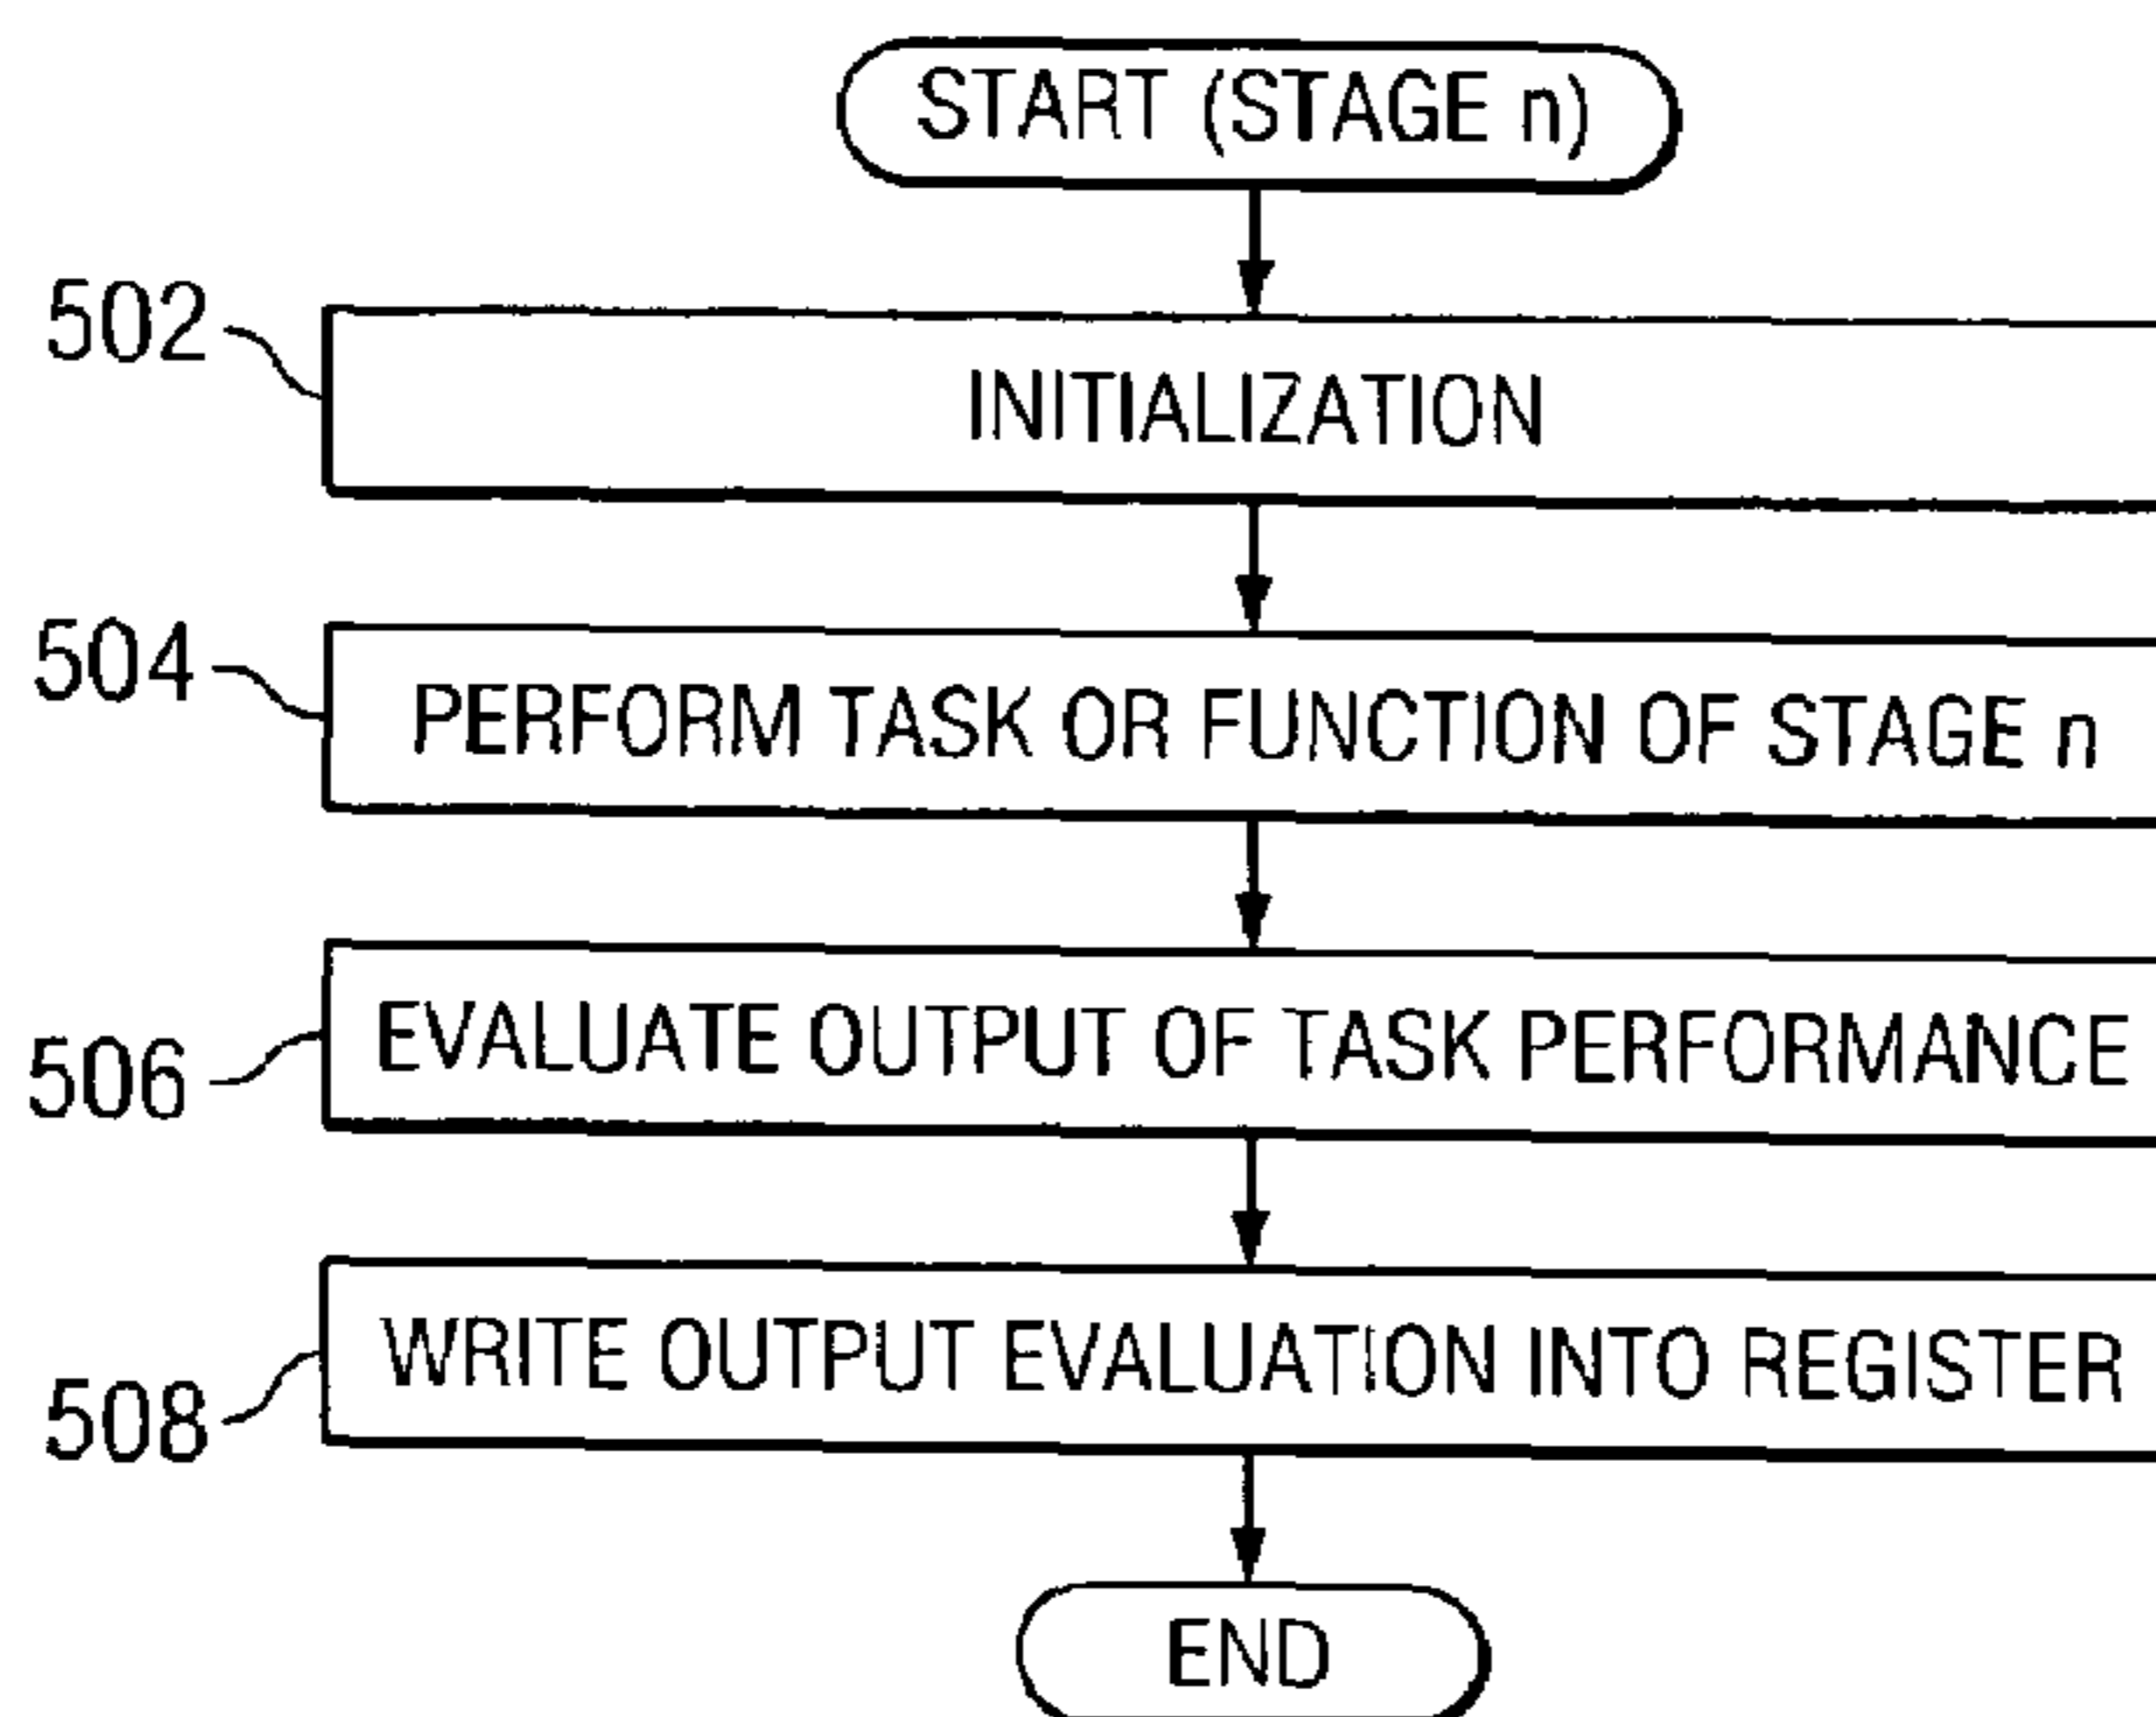 START (STAGE n)
502
INITIALIZATION
504
PERFORM TASK OR FUNCTION OF STAGE n
506
EVALUATE OUTPUT OF TASK PERFORMANCE
508
WRITE OUTPUT EVALUATION INTO REGISTER
END